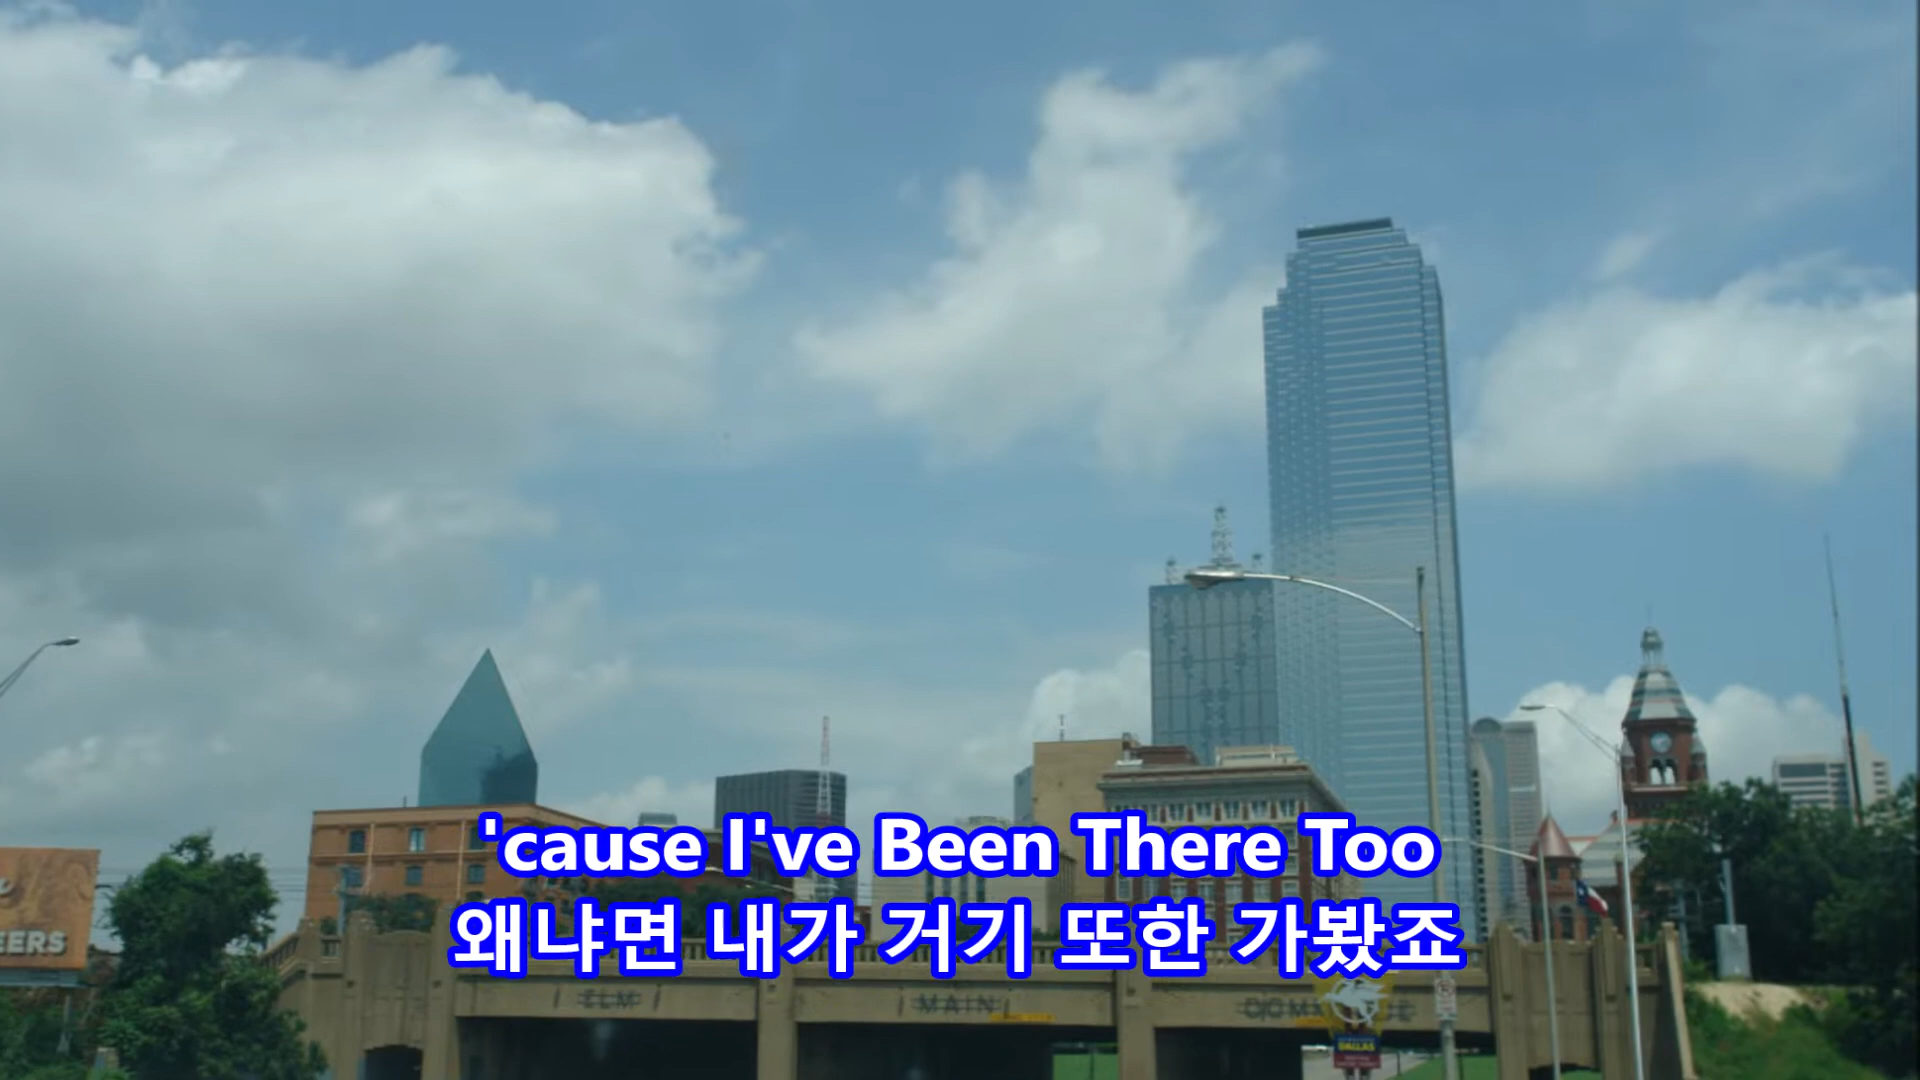 'cause I've Been There Too
왜냐면 내가 거기 또한 가봤죠
EERS
ELM
MAIN
DALLAS